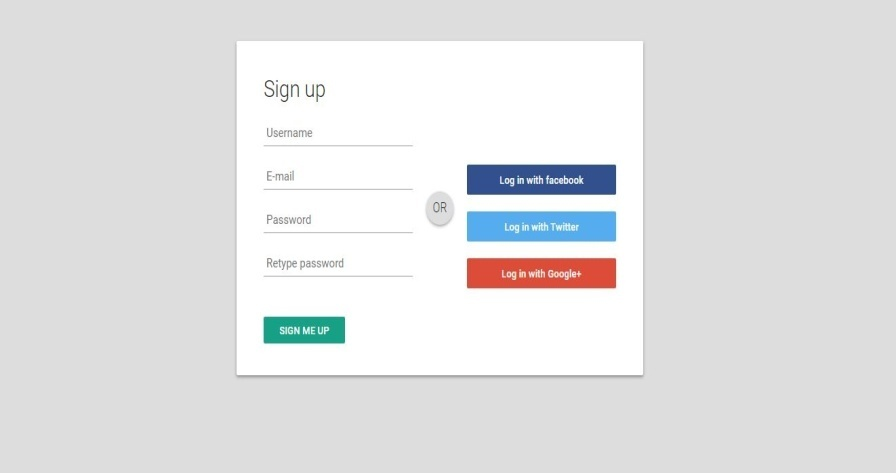 Sign up
Username
E-mail
Password
Retype password
SIGN ME UP
OR
Log in with facebook
Log in with Twitter
Log in with Google+